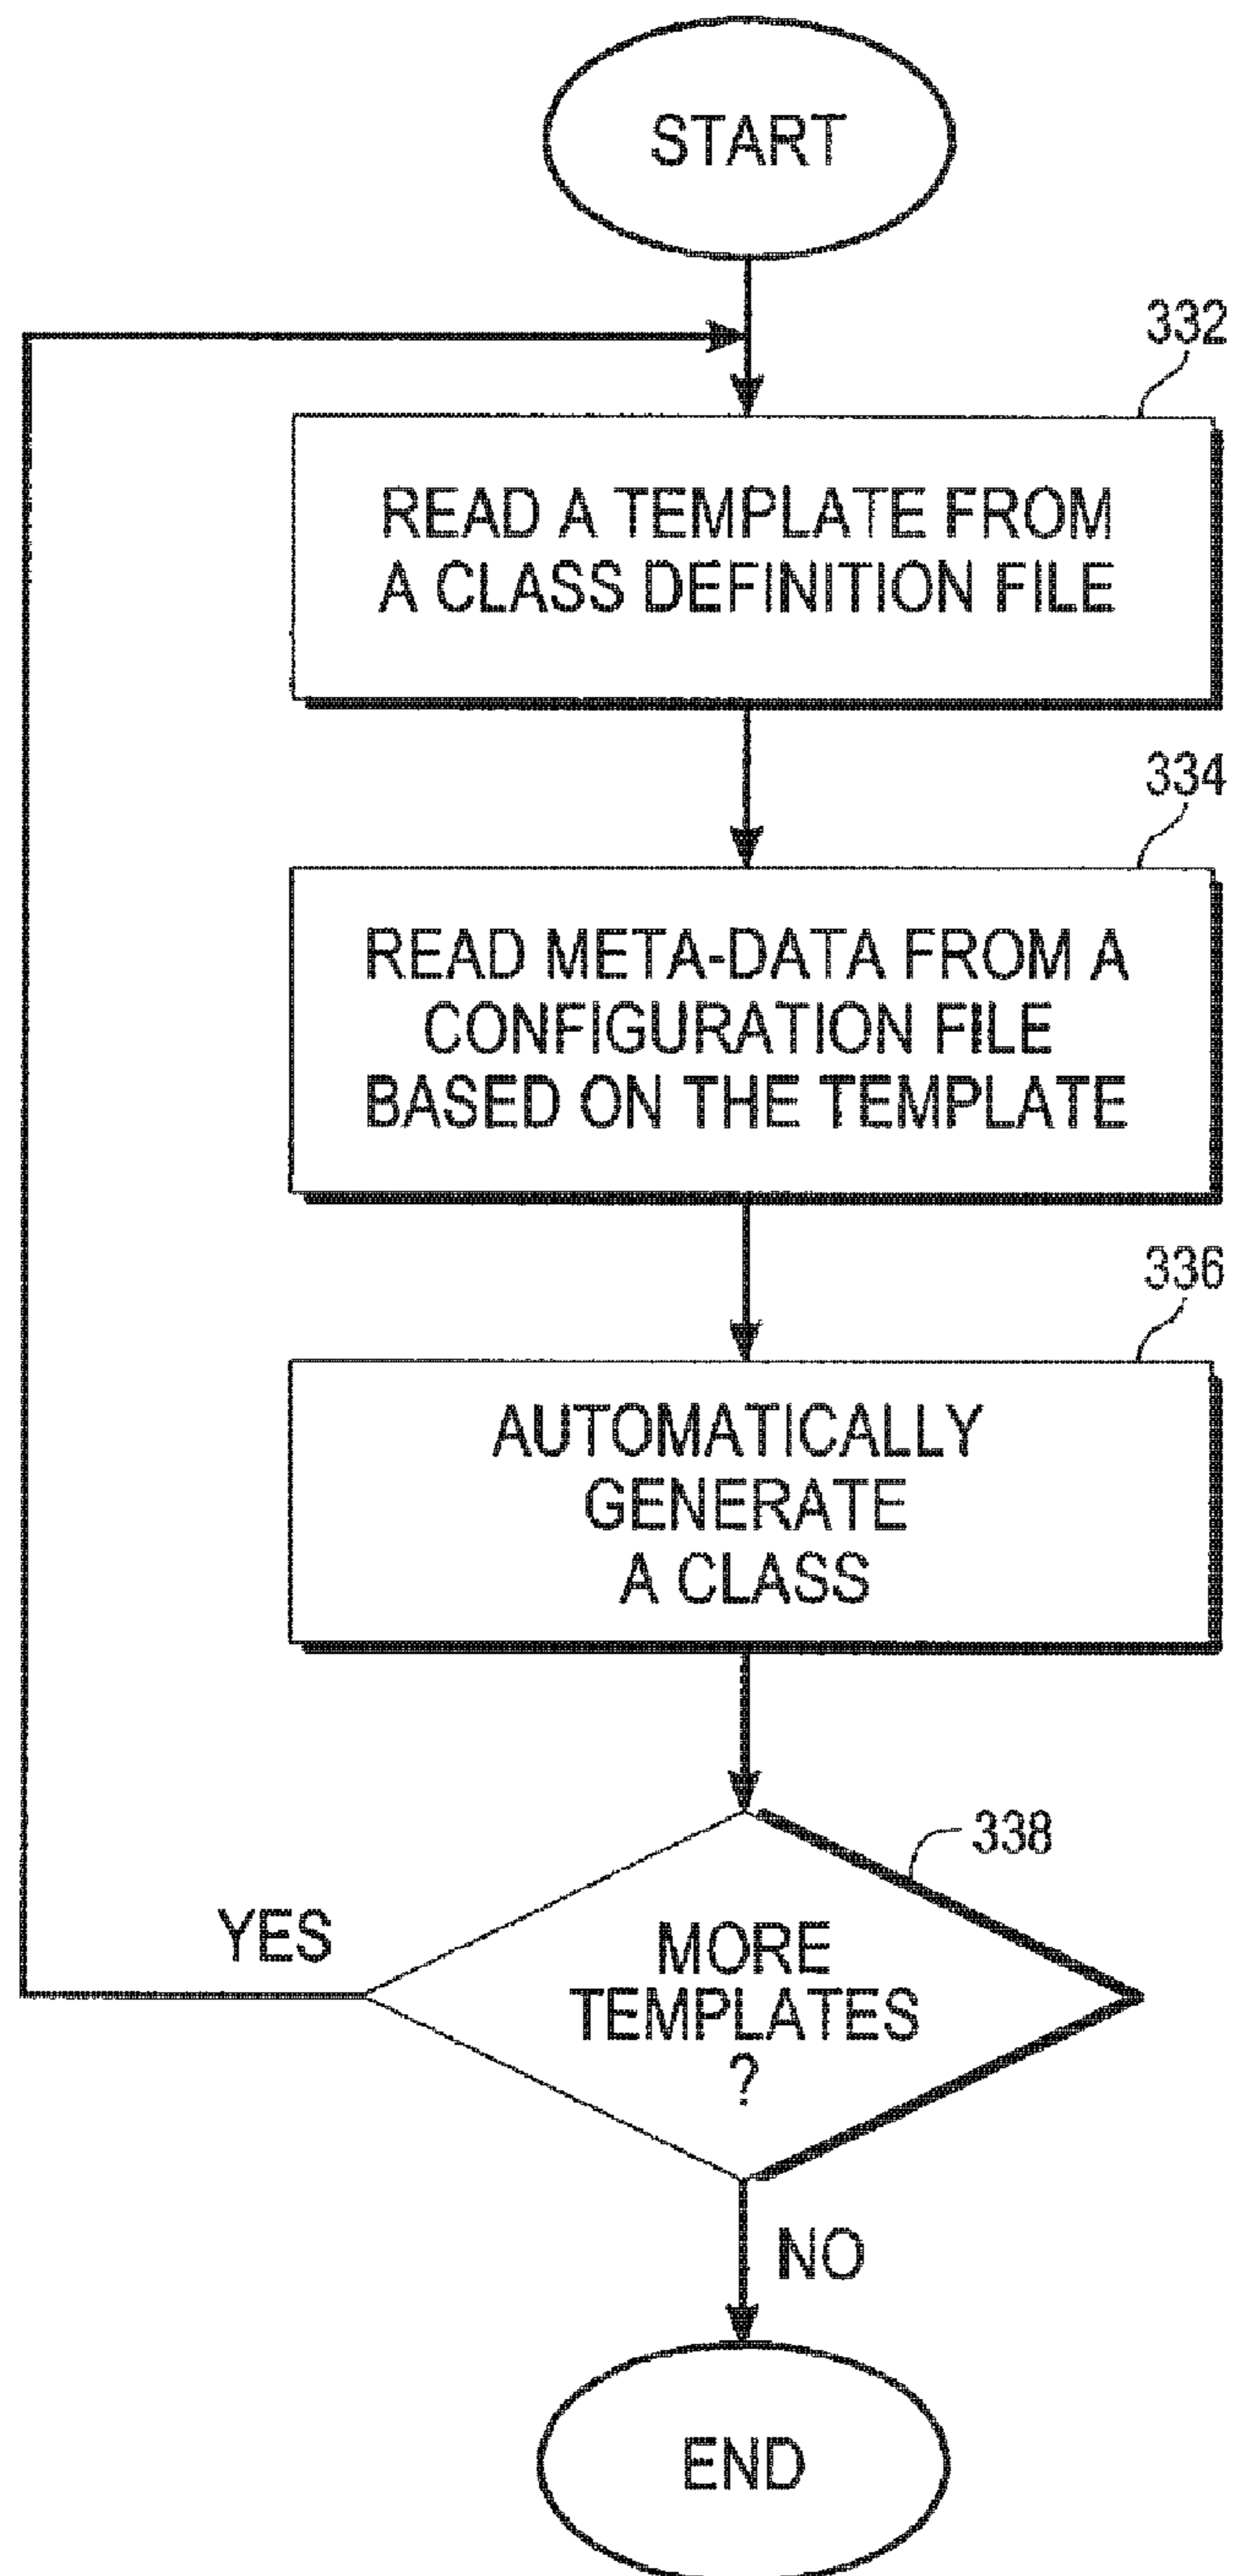 START
332
READ A TEMPLATE FROM
A CLASS DEFINITION FILE
334
READ META-DATA FROM A
CONFIGURATION FILE
BASED ON THE TEMPLATE
336
AUTOMATICALLY
GENERATE
A CLASS
338
YES
MORE
TEMPLATES
?
NO
END